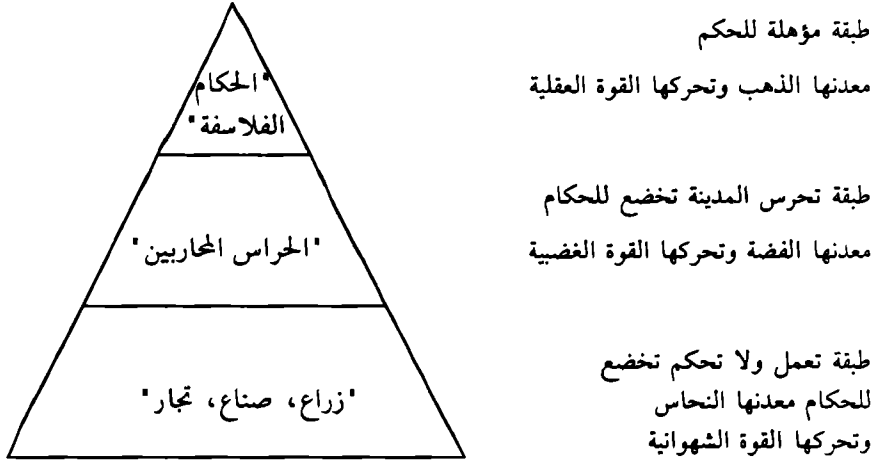 طبقة مؤهلة للحكم
معدنها الذهب وتحركها القوة العقلية
"الحكام
الفلاسفة"
طبقة تحرس المدينة تخضع للحكام
معدنها الفضة وتحركها القوة الغضبية
"الحراس المحاربين"
طبقة تعمل ولا تحكم تخضع
للحكام معدنها النحاس
وتحركها القوة الشهوانية
"زراع، صناع، تجار"